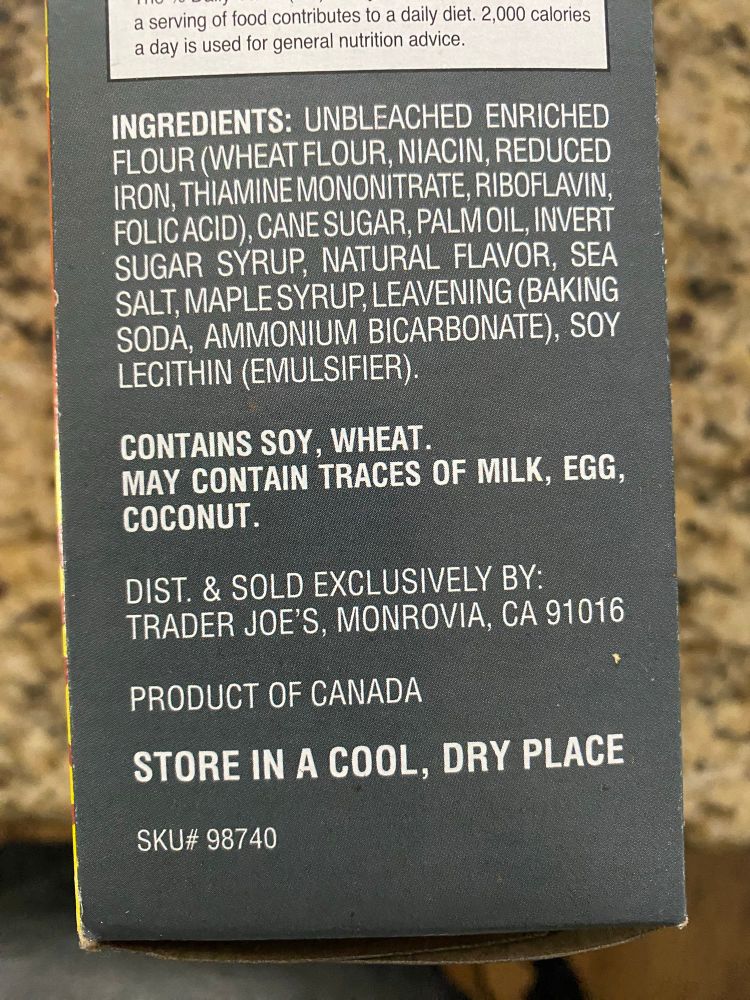 a serving of food contributes to a daily diet. 2,000 calories
a day is used for general nutrition advice.
INGREDIENTS: UNBLEACHED ENRICHED
FLOUR (WHEAT FLOUR, NIACIN, REDUCED
IRON, THIAMINE MONONITRATE, RIBOFLAVIN,
FOLIC ACID), CANE SUGAR, PALM OIL, INVERT
SUGAR SYRUP, NATURAL FLAVOR, SEA
SALT, MAPLE SYRUP, LEAVENING (BAKING
SODA, AMMONIUM BICARBONATE), SOY
LECITHIN (EMULSIFIER).
CONTAINS SOY, WHEAT.
MAY CONTAIN TRACES OF MILK, EGG,
COCONUT.
DIST. & SOLD EXCLUSIVELY BY:
TRADER JOE'S, MONROVIA, CA 91016
PRODUCT OF CANADA
STORE IN A COOL, DRY PLACE
SKU# 98740